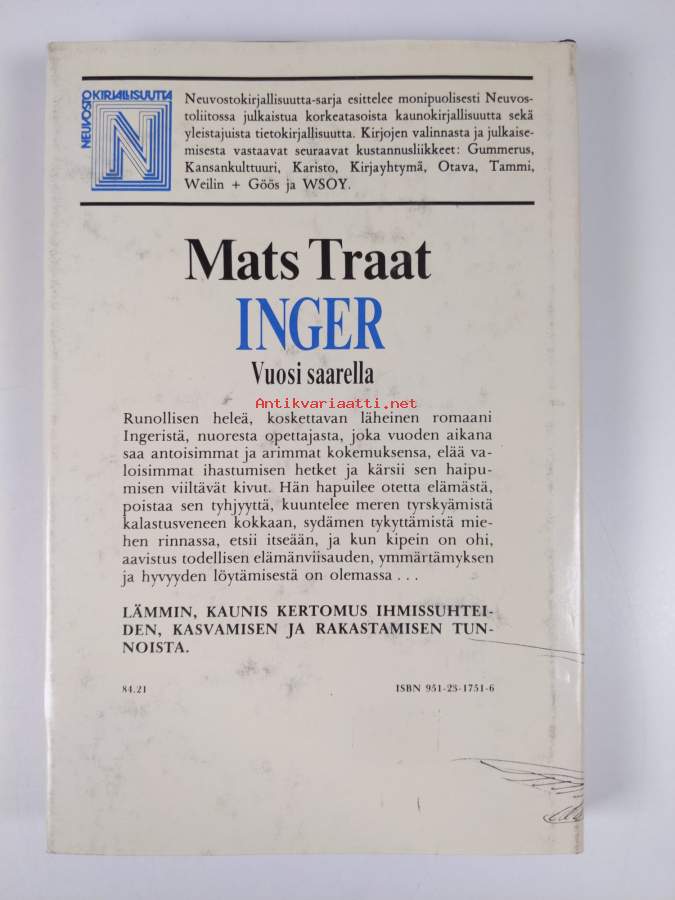 NEUVOSTOKIRJALLISUUTTA
N
Neuvostokirjallisuutta-sarja esittelee monipuolisesti Neuvos-
toliitossa julkaistua korkeatasoista kaunokirjallisuutta sekä
yleistajuista tietokirjallisuutta. Kirjojen valinnasta ja julkaise-
misesta vastaavat seuraavat kustannusliikkeet: Gummerus,
Kansankulttuuri, Karisto, Kirjayhtymä, Otava, Tammi,
Weilin + Göös ja WSOY.
Mats Traat
INGER
Vuosi saarella
Antikvariaatti.net
Runollisen heleä, koskettavan läheinen romaani
Ingeristä, nuoresta opettajasta, joka vuoden aikana
saa antoisimmat ja arimmat kokemuksensa, elää va-
loisimmat ihastumisen hetket ja kärsii sen haipu-
misen viiltävät kivut. Hän hapuilee otetta elämästä,
poistaa sen tyhjyyttä, kuuntelee meren tyrskyämistä
kalastusveneen kokkaan, sydämen tykyttämistä mie-
hen rinnassa, etsii itseään, ja kun kipein on ohi,
aavistus todellisen elämänviisauden, ymmärtämyksen
ja hyvyyden löytämisestä on olemassa . . .
LÄMMIN, KAUNIS KERTOMUS IHMISSUHTEI-
DEN, KASVAMISEN JA RAKASTAMISEN TUN-
NOISTA.
84.21
ISBN 951-23-1751-6